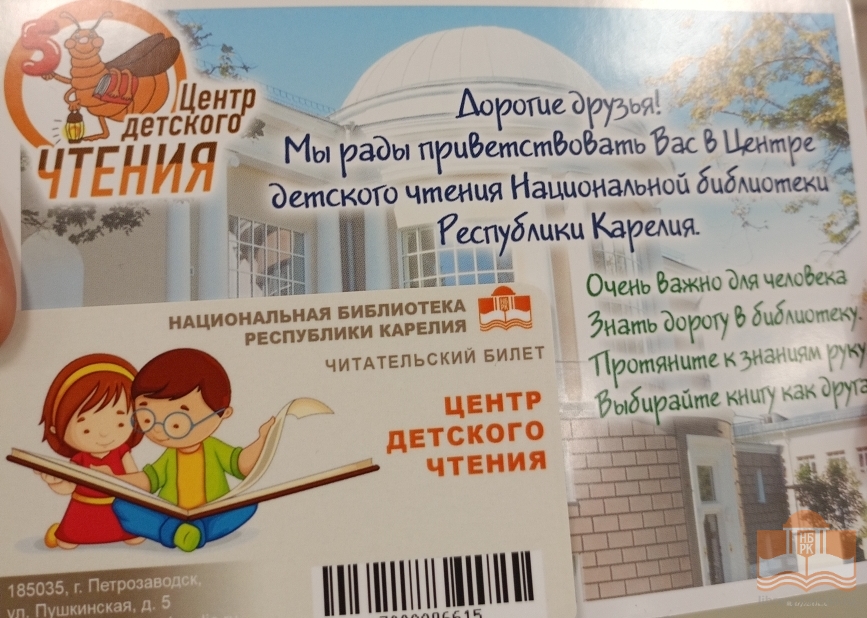 5
Центр
детского
ЧТЕНИЯ
Дорогие друзья!
Мы рады приветствовать Вас в Центре
детского чтения Национальной библиотеки
Республики Карелия.
Очень важно для человека
Знать дорогу в библиотеку.
Протяните к знаниям руку
Выбирайте книгу как друга
НАЦИОНАЛЬНАЯ БИБЛИОТЕКА
РЕСПУБЛИКИ КАРЕЛИЯ
ЧИТАТЕЛЬСКИЙ БИЛЕТ
ЦЕНТР
ДЕТСКОГО
ЧТЕНИЯ
185035, г. Петрозаводск,
ул. Пушкинская, д. 5
НБ
РК